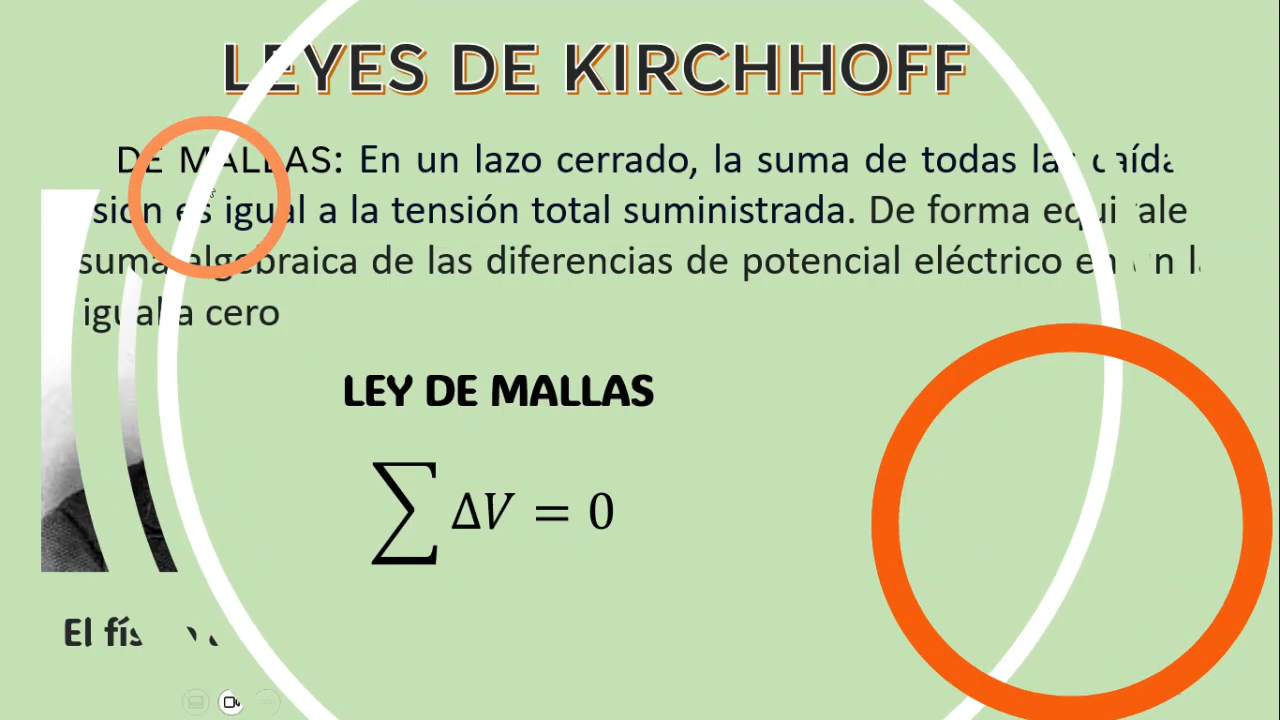 LEYES DE KIRCHHOFF
DE MALLAS: En un lazo cerrado, la suma de todas
es igual a la tensión total suministrada. De forma
suma algebraica de las diferencias de potencial eléctrico en
igual a cero
LEY DE MALLAS
∑ ΔV = 0
El